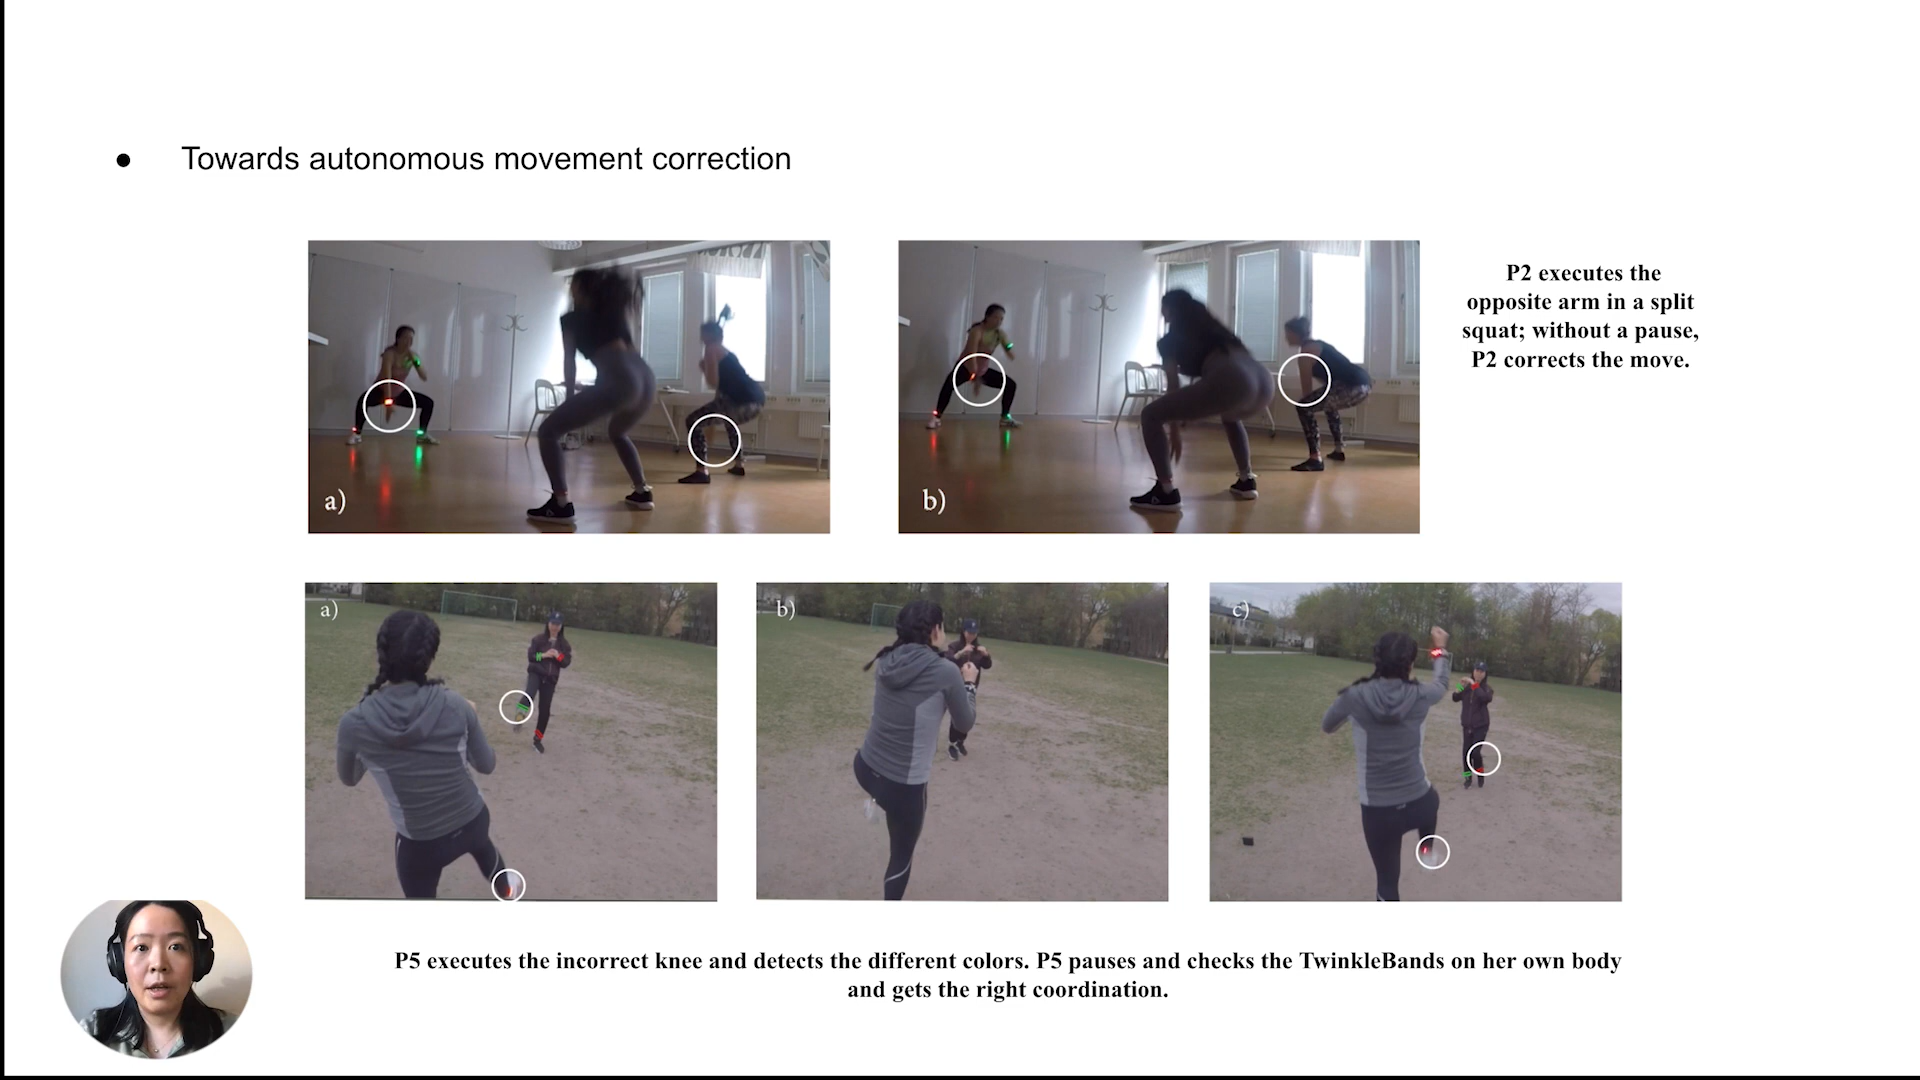 ● Towards autonomous movement correction
a)
b)
P2 executes the
opposite arm in a split
squat; without a pause,
P2 corrects the move.
a)
b)
c)
P5 executes the incorrect knee and detects the different colors. P5 pauses and checks the TwinkleBands on her own body
and gets the right coordination.